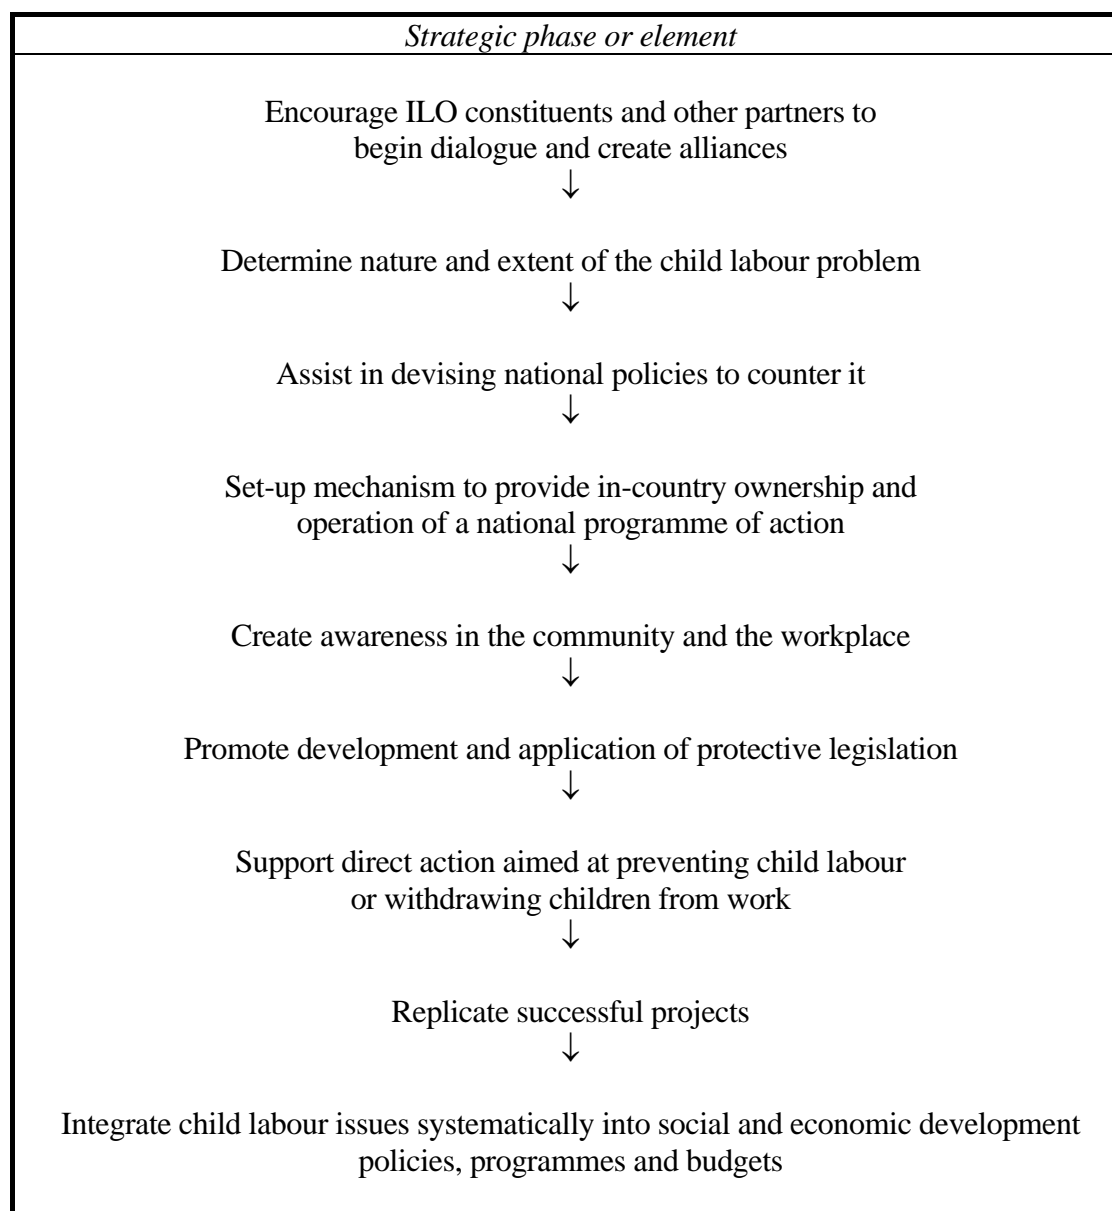 Strategic phase or element
Encourage ILO constituents and other partners to
begin dialogue and create alliances
↓
Determine nature and extent of the child labour problem
↓
Assist in devising national policies to counter it
↓
Set-up mechanism to provide in-country ownership and
operation of a national programme of action
↓
Create awareness in the community and the workplace
↓
Promote development and application of protective legislation
↓
Support direct action aimed at preventing child labour
or withdrawing children from work
↓
Replicate successful projects
↓
Integrate child labour issues systematically into social and economic development
policies, programmes and budgets